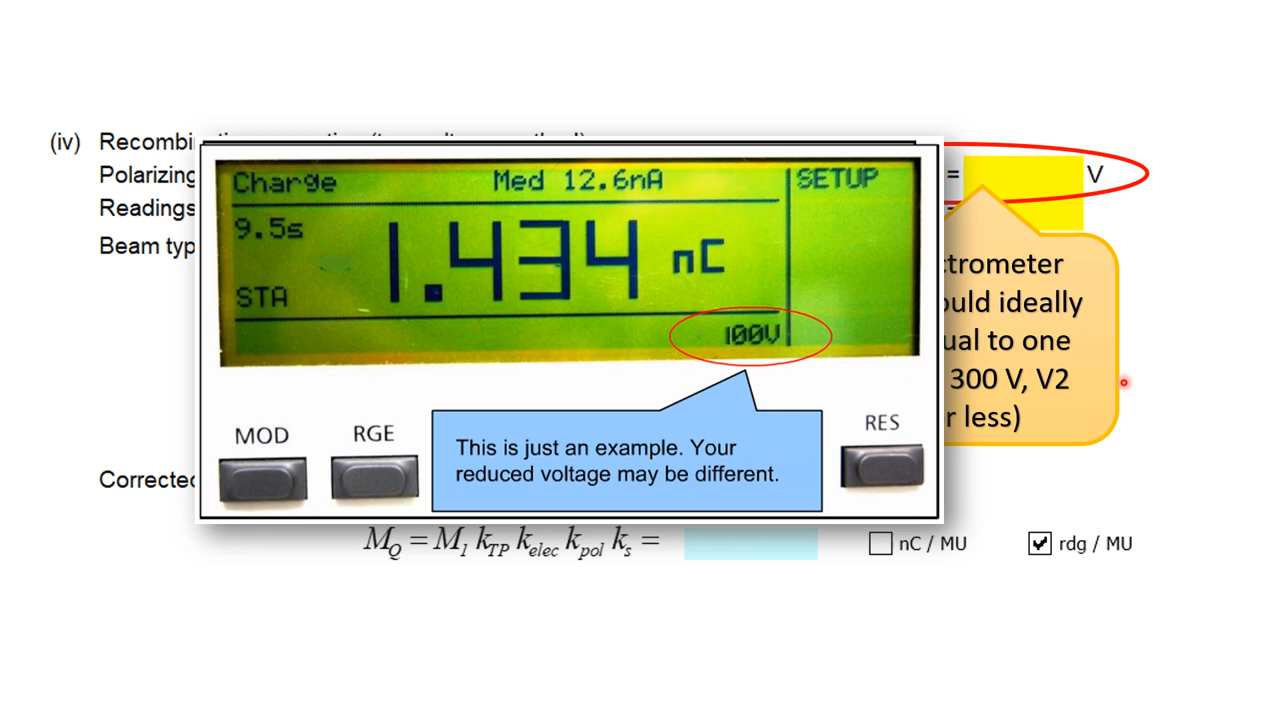 (iv) Recombi
Polarizing = V
Readings =
Beam typ
Charge Med 12.6nA SETUP
9.5s
1.434 nC
STA
100V
MOD RGE RES
This is just an example. Your
reduced voltage may be different.
ctrometer
ould ideally
ual to one
300 V, V2
r less)
Corrected
M_Q = M_1 k_TP k_elec k_pol k_s =
nC / MU
rdg / MU